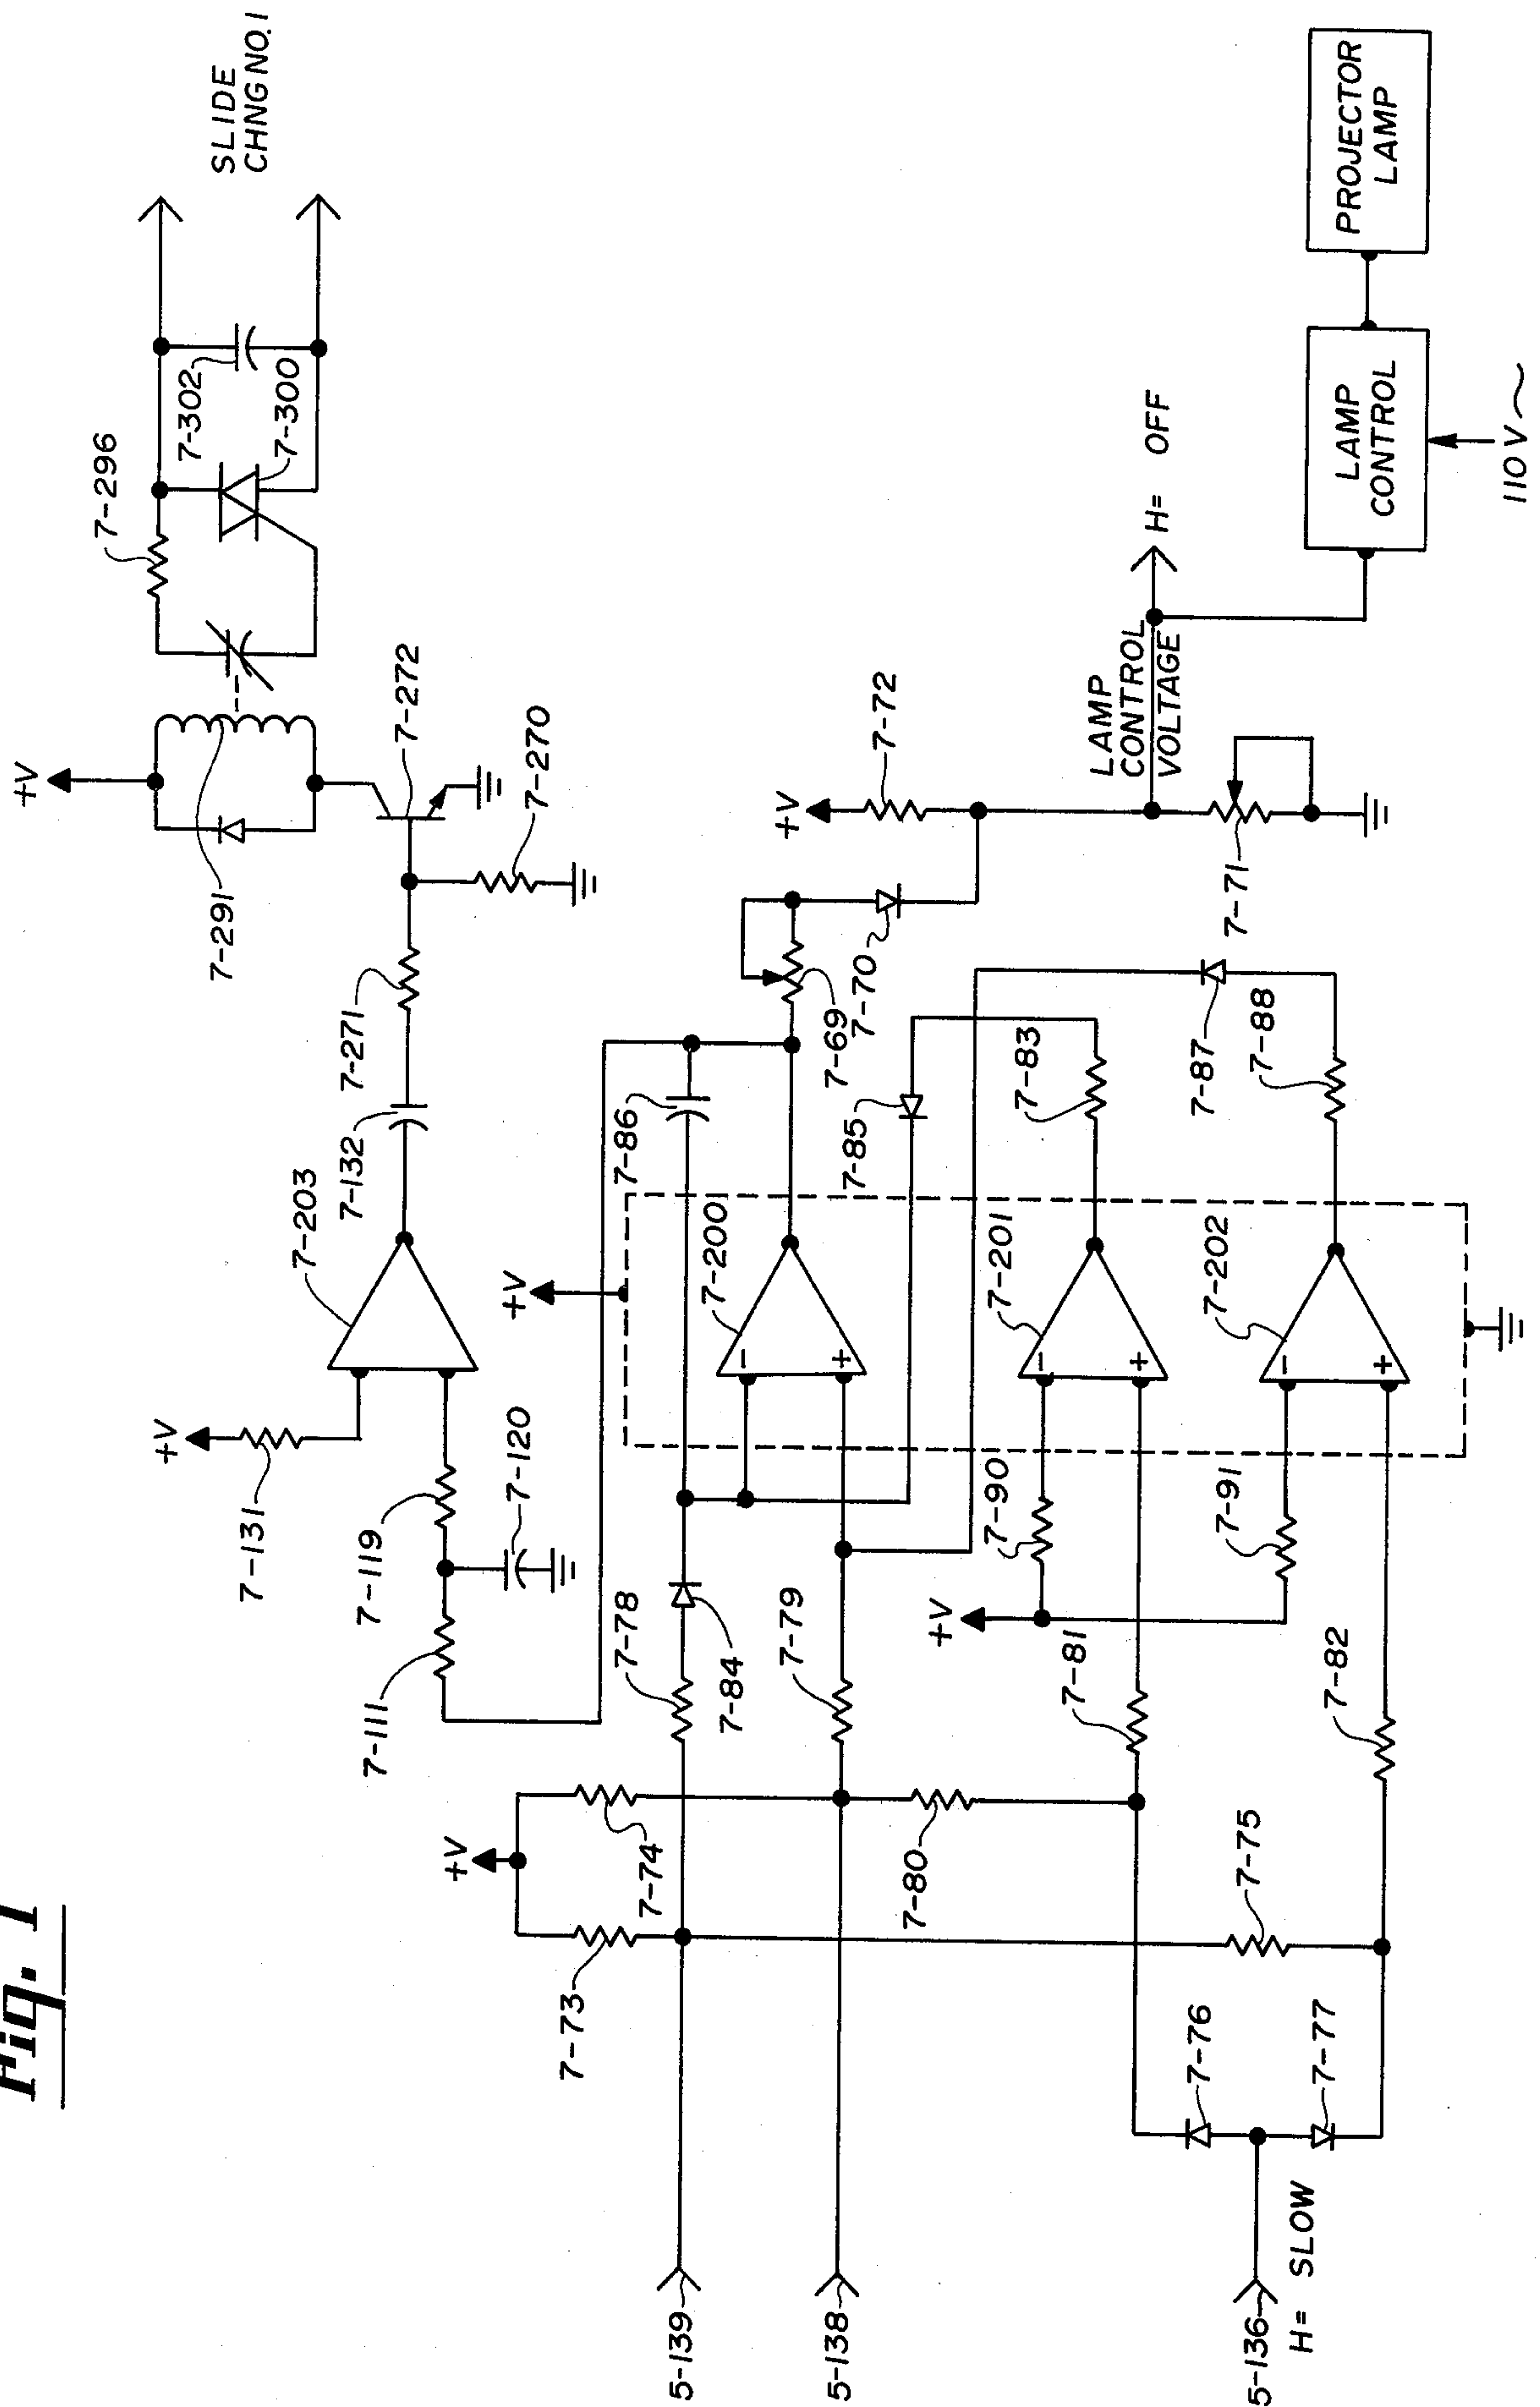 Fig. 1
+V
SLIDE
CHNG NO. 1
7-296
7-302
7-300
7-291
7-272
7-270
7-271
7-132
7-203
+V
7-131
7-119
7-120
7-111
+V
7-72
LAMP
CONTROL
VOLTAGE
H= OFF
7-71
7-69
7-70
7-86
7-85
7-83
7-87
7-88
+V
7-200
-
+
7-201
-
+
7-202
-
+
7-90
7-91
+V
7-78
7-84
7-79
7-81
7-82
+V
7-73
7-74
7-80
7-75
7-76
7-77
5-139
5-138
5-136
H= SLOW
LAMP
CONTROL
PROJECTOR
LAMP
110V ~